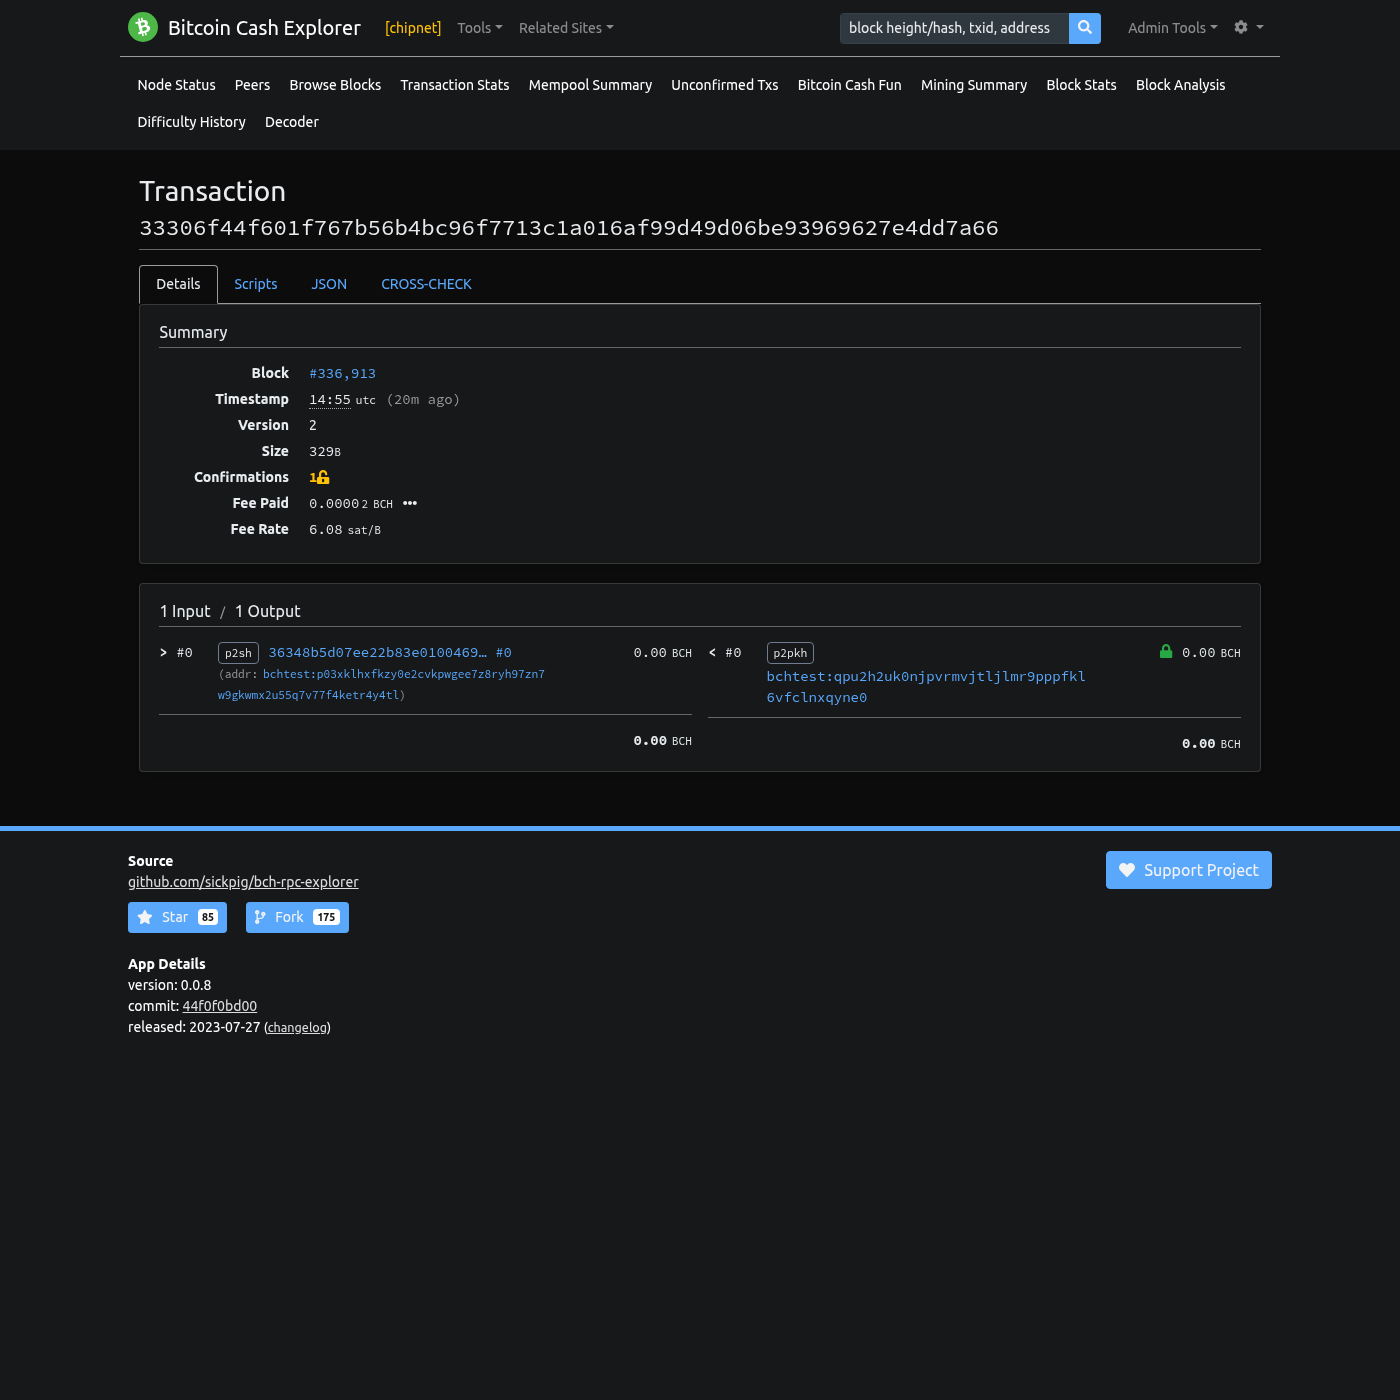 Bitcoin Cash Explorer [chipnet] Tools Related Sites block height/hash, txid, address Admin Tools
Node Status Peers Browse Blocks Transaction Stats Mempool Summary Unconfirmed Txs Bitcoin Cash Fun Mining Summary Block Stats Block Analysis
Difficulty History Decoder
Transaction
33306f44f601f767b56b4bc96f7713c1a016af99d49d06be93969627e4dd7a66
Details Scripts JSON CROSS-CHECK
Summary
Block #336,913
Timestamp 14:55 utc (20m ago)
Version 2
Size 329B
Confirmations 1
Fee Paid 0.0000 2 BCH •••
Fee Rate 6.08 sat/B
1 Input / 1 Output
> #0 p2sh 36348b5d07ee22b83e0100469… #0 0.00 BCH
(addr: bchtest:p03xklhxfkzy0e2cvkpwgee7z8ryh97zn7
w9gkwmx2u55q7v77f4ketr4y4tl)
0.00 BCH
< #0 p2pkh 0.00 BCH
bchtest:qpu2h2uk0njpvrmvjtljlmr9pppfkl
6vfclnxqyne0
0.00 BCH
Source
github.com/sickpig/bch-rpc-explorer
Star 85 Fork 175
Support Project
App Details
version: 0.0.8
commit: 44f0f0bd00
released: 2023-07-27 (changelog)